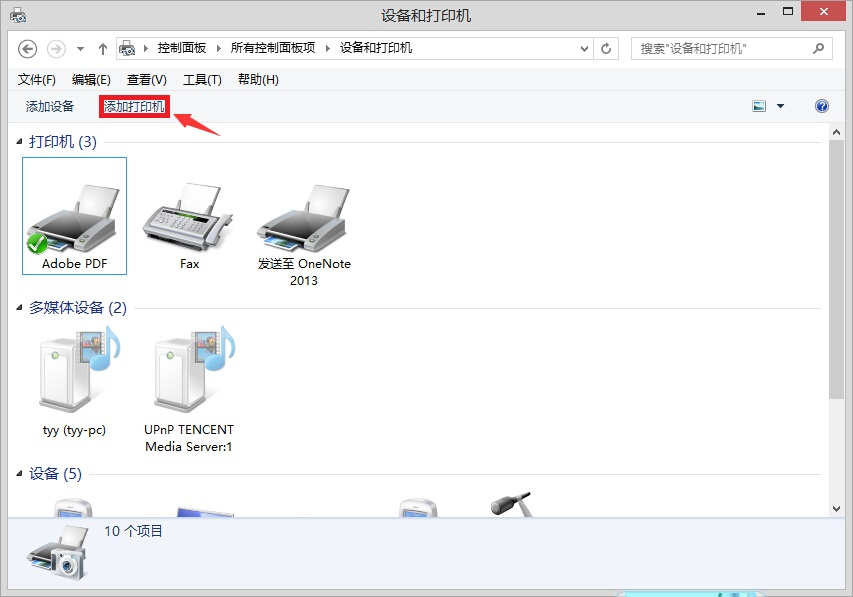 设备和打印机
控制面板 所有控制面板项 设备和打印机
搜索"设备和打印机"
文件(F) 编辑(E) 查看(V) 工具(T) 帮助(H)
添加设备 添加打印机
打印机 (3)
Adobe PDF
Fax
发送至 OneNote
2013
多媒体设备 (2)
tyy (tyy-pc)
UPnP TENCENT
Media Server:1
设备 (5)
10 个项目